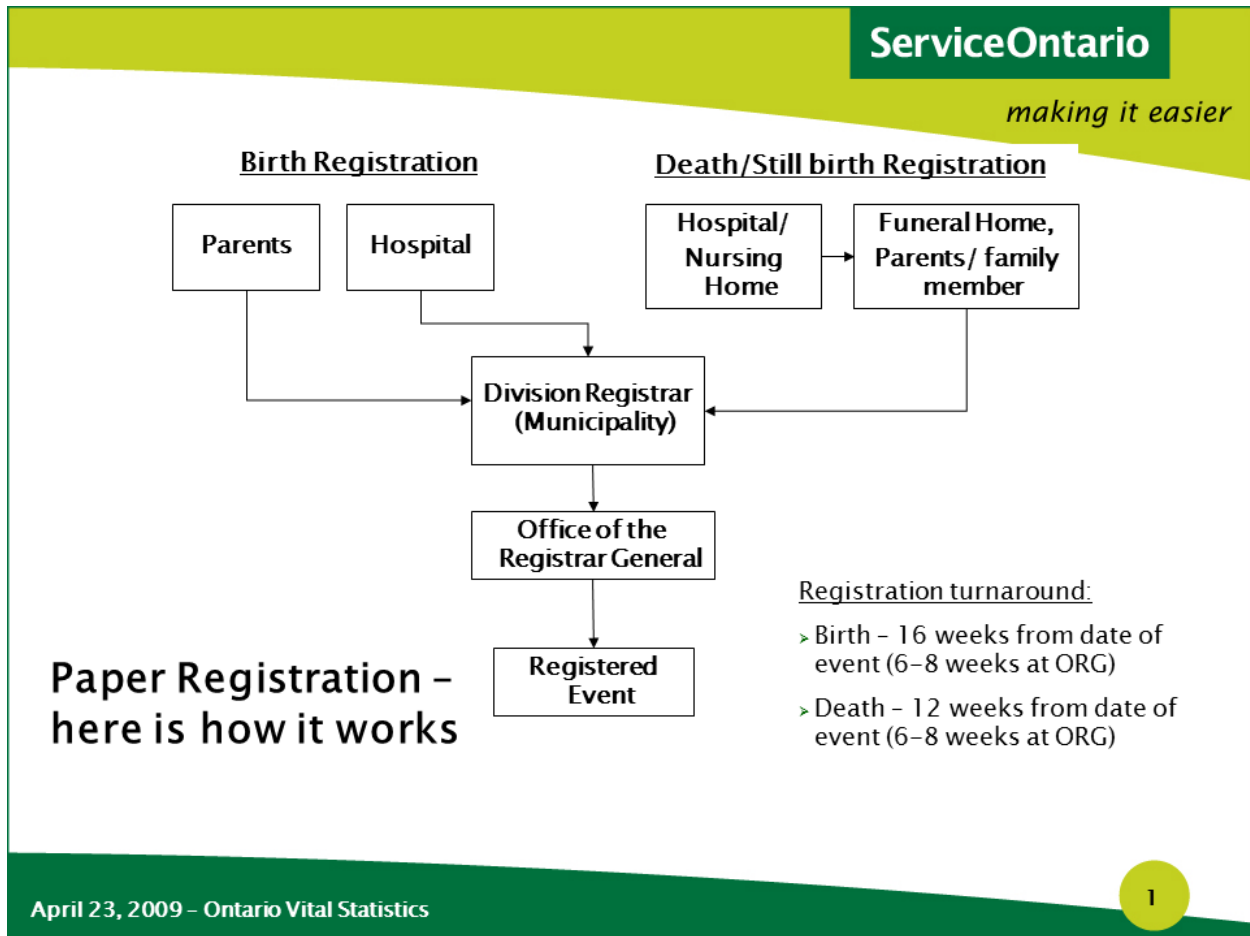 ServiceOntario
making it easier
Birth Registration
Death/Still birth Registration
Parents
Hospital
Hospital/
Nursing
Home
Funeral Home,
Parents/ family
member
Division Registrar
(Municipality)
Office of the
Registrar General
Registered
Event
Paper Registration –
here is how it works
Registration turnaround:
Birth – 16 weeks from date of
event (6-8 weeks at ORG)
Death – 12 weeks from date of
event (6-8 weeks at ORG)
April 23, 2009 – Ontario Vital Statistics
1